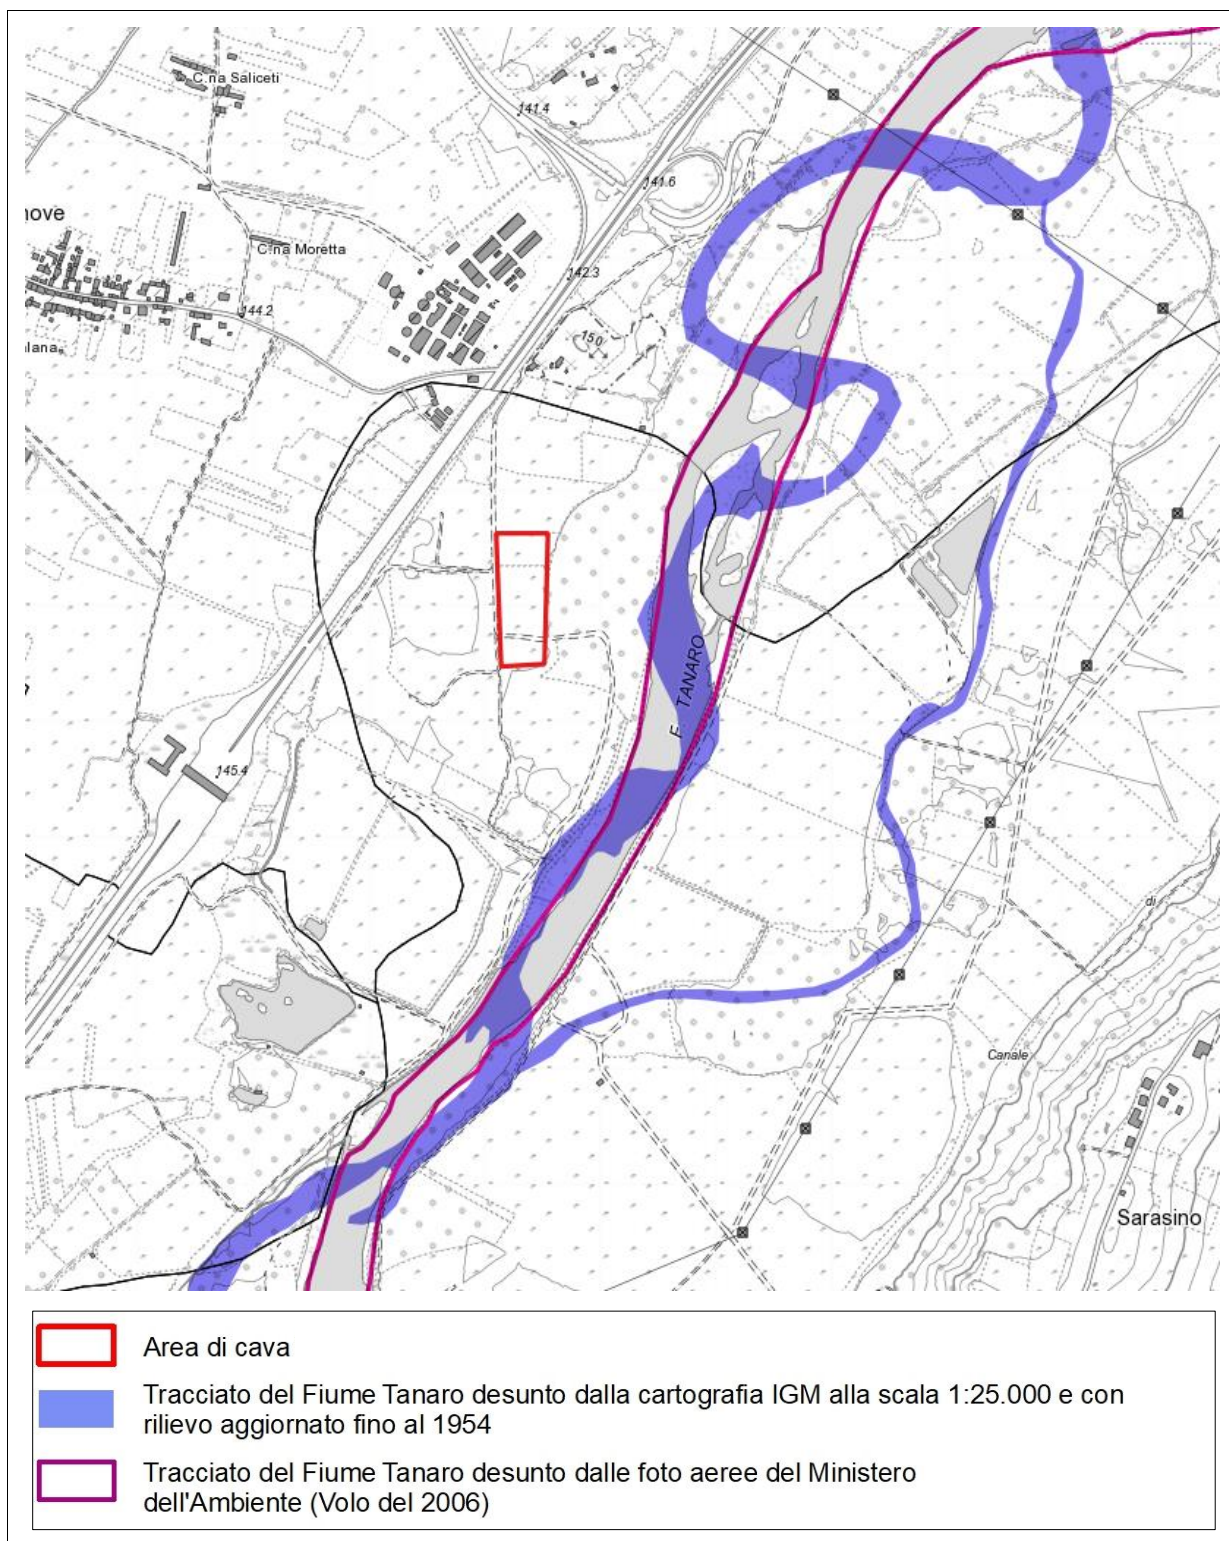 C.na Saliceti
141.4
141.6
nove
C.na Moretta
142.3
144.2
150
lana
F. TANARO
145.4
di
Canale
Sarasino
Area di cava
Tracciato del Fiume Tanaro desunto dalla cartografia IGM alla scala 1:25.000 e con
rilievo aggiornato fino al 1954
Tracciato del Fiume Tanaro desunto dalle foto aeree del Ministero
dell'Ambiente (Volo del 2006)